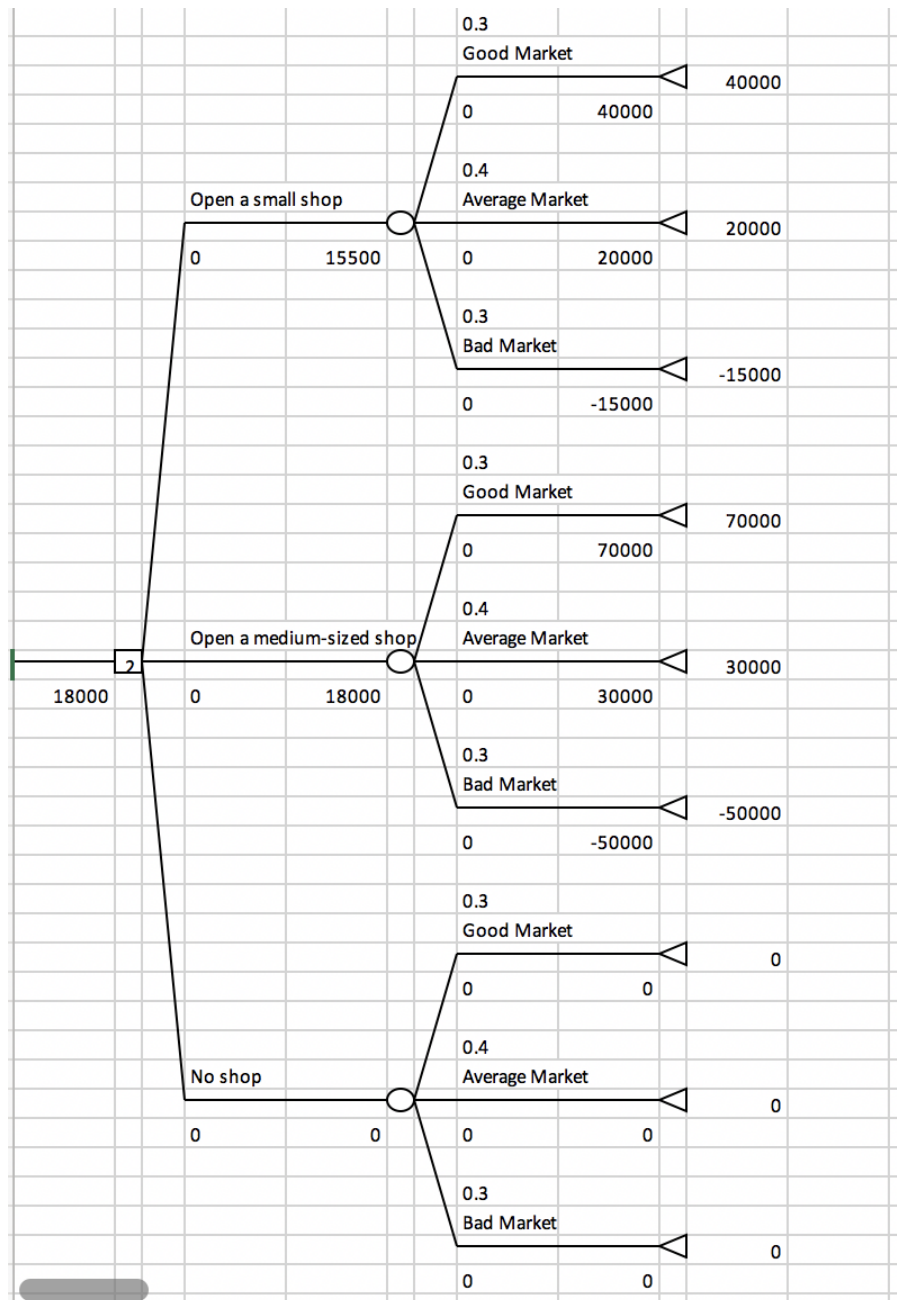 0.3
Good Market
40000
0 40000
0.4
Open a small shop Average Market
20000
0 15500 0 20000
0.3
Bad Market
-15000
0 -15000
0.3
Good Market
70000
0 70000
0.4
Open a medium-sized shop Average Market
2 30000
18000 0 18000 0 30000
0.3
Bad Market
-50000
0 -50000
0.3
Good Market
0
0 0
0.4
No shop Average Market
0
0 0 0 0
0.3
Bad Market
0
0 0